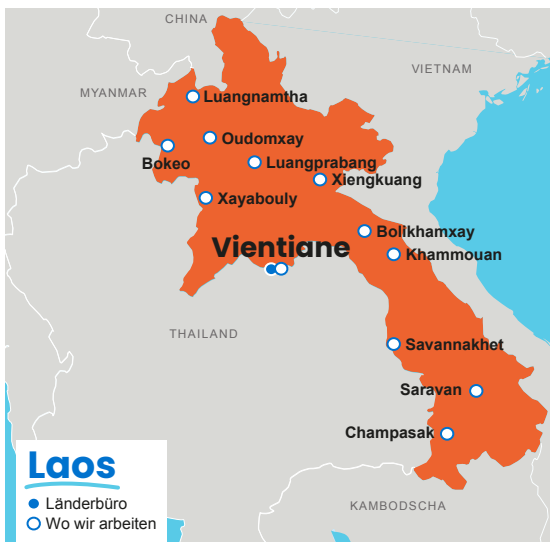 CHINA
VIETNAM
MYANMAR
Luangnamtha
Oudomxay
Bokeo
Luangprabang
Xiengkuang
Xayabouly
Bolikhamxay
Vientiane
Khammouan
THAILAND
Savannakhet
Saravan
Champasak
Laos
Länderbüro
Wo wir arbeiten
KAMBODSCHA